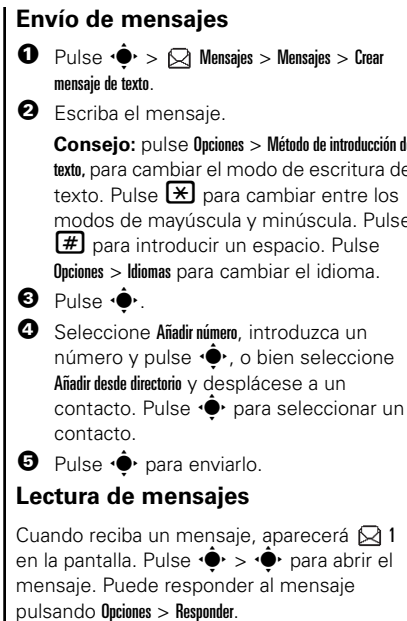 Envío de mensajes
1 Pulse > Mensajes > Mensajes > Crear
mensaje de texto.
2 Escriba el mensaje.
Consejo: pulse Opciones > Método de introducción d
texto, para cambiar el modo de escritura de
texto. Pulse * para cambiar entre los
modos de mayúscula y minúscula. Pulse
# para introducir un espacio. Pulse
Opciones > Idiomas para cambiar el idioma.
3 Pulse .
4 Seleccione Añadir número, introduzca un
número y pulse , o bien seleccione
Añadir desde directorio y desplácese a un
contacto. Pulse para seleccionar un
contacto.
5 Pulse para enviarlo.
Lectura de mensajes
Cuando reciba un mensaje, aparecerá 1
en la pantalla. Pulse > para abrir el
mensaje. Puede responder al mensaje
pulsando Opciones > Responder.